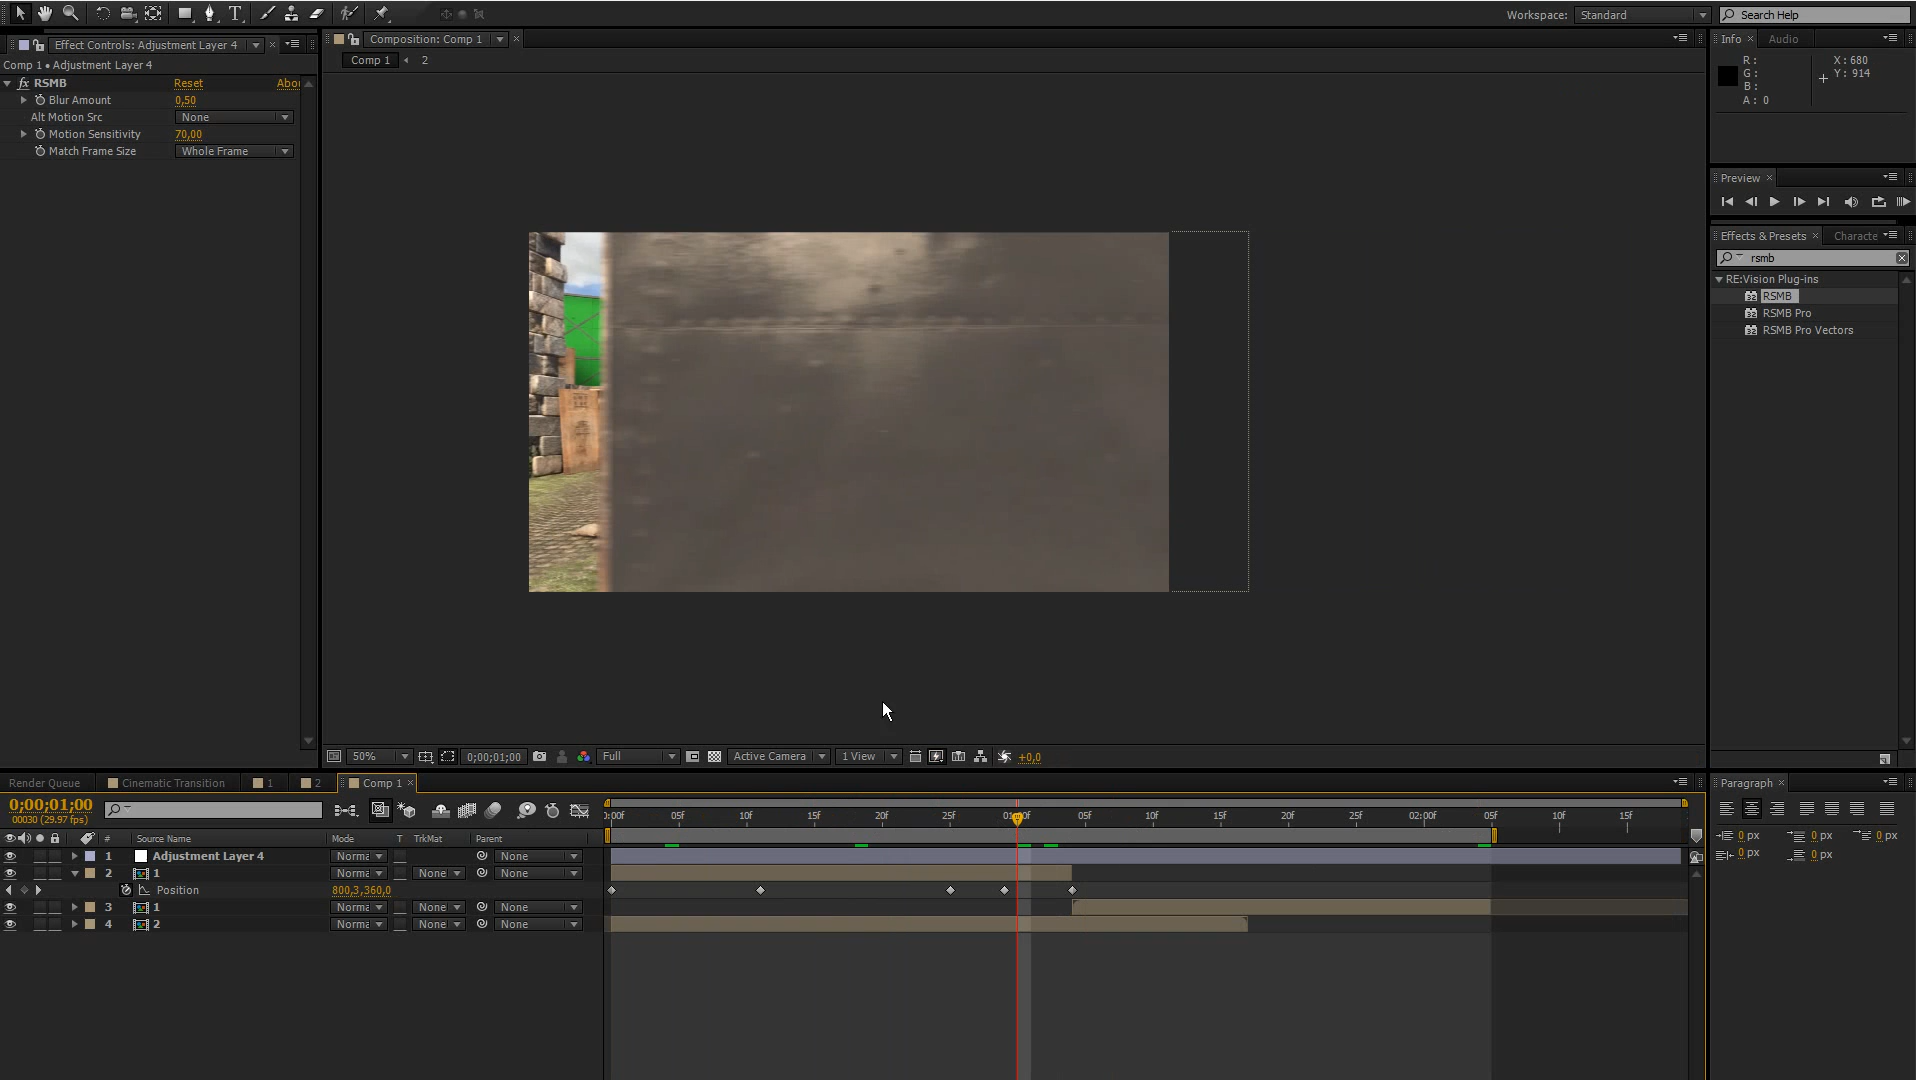 Workspace: Standard Search Help
Effect Controls: Adjustment Layer 4
Comp 1 • Adjustment Layer 4
fx RSMB Reset Abou
Blur Amount 0,50
Alt Motion Src None
Motion Sensitivity 70,00
Match Frame Size Whole Frame
Composition: Comp 1
Comp 1 2
Info Audio
R :
G :
B :
A : 0
X : 680
Y : 914
Preview
Effects & Presets Characte
rsmb
RE:Vision Plug-ins
32 RSMB
32 RSMB Pro
32 RSMB Pro Vectors
50% 0;00;01;00 Full Active Camera 1 View +0,0
Render Queue Cinematic Transition 1 2 Comp 1
0;00;01;00
00030 (29.97 fps)
0:00f 05f 10f 15f 20f 25f 01:00f 05f 10f 15f 20f 25f 02:00f 05f 10f 15f
# Source Name Mode T TrkMat Parent
1 Adjustment Layer 4 Norma None
2 1 Norma None None
Position 800,3,360,0
3 1 Norma None None
4 2 Norma None None
Paragraph
0 px 0 px 0 px
0 px 0 px